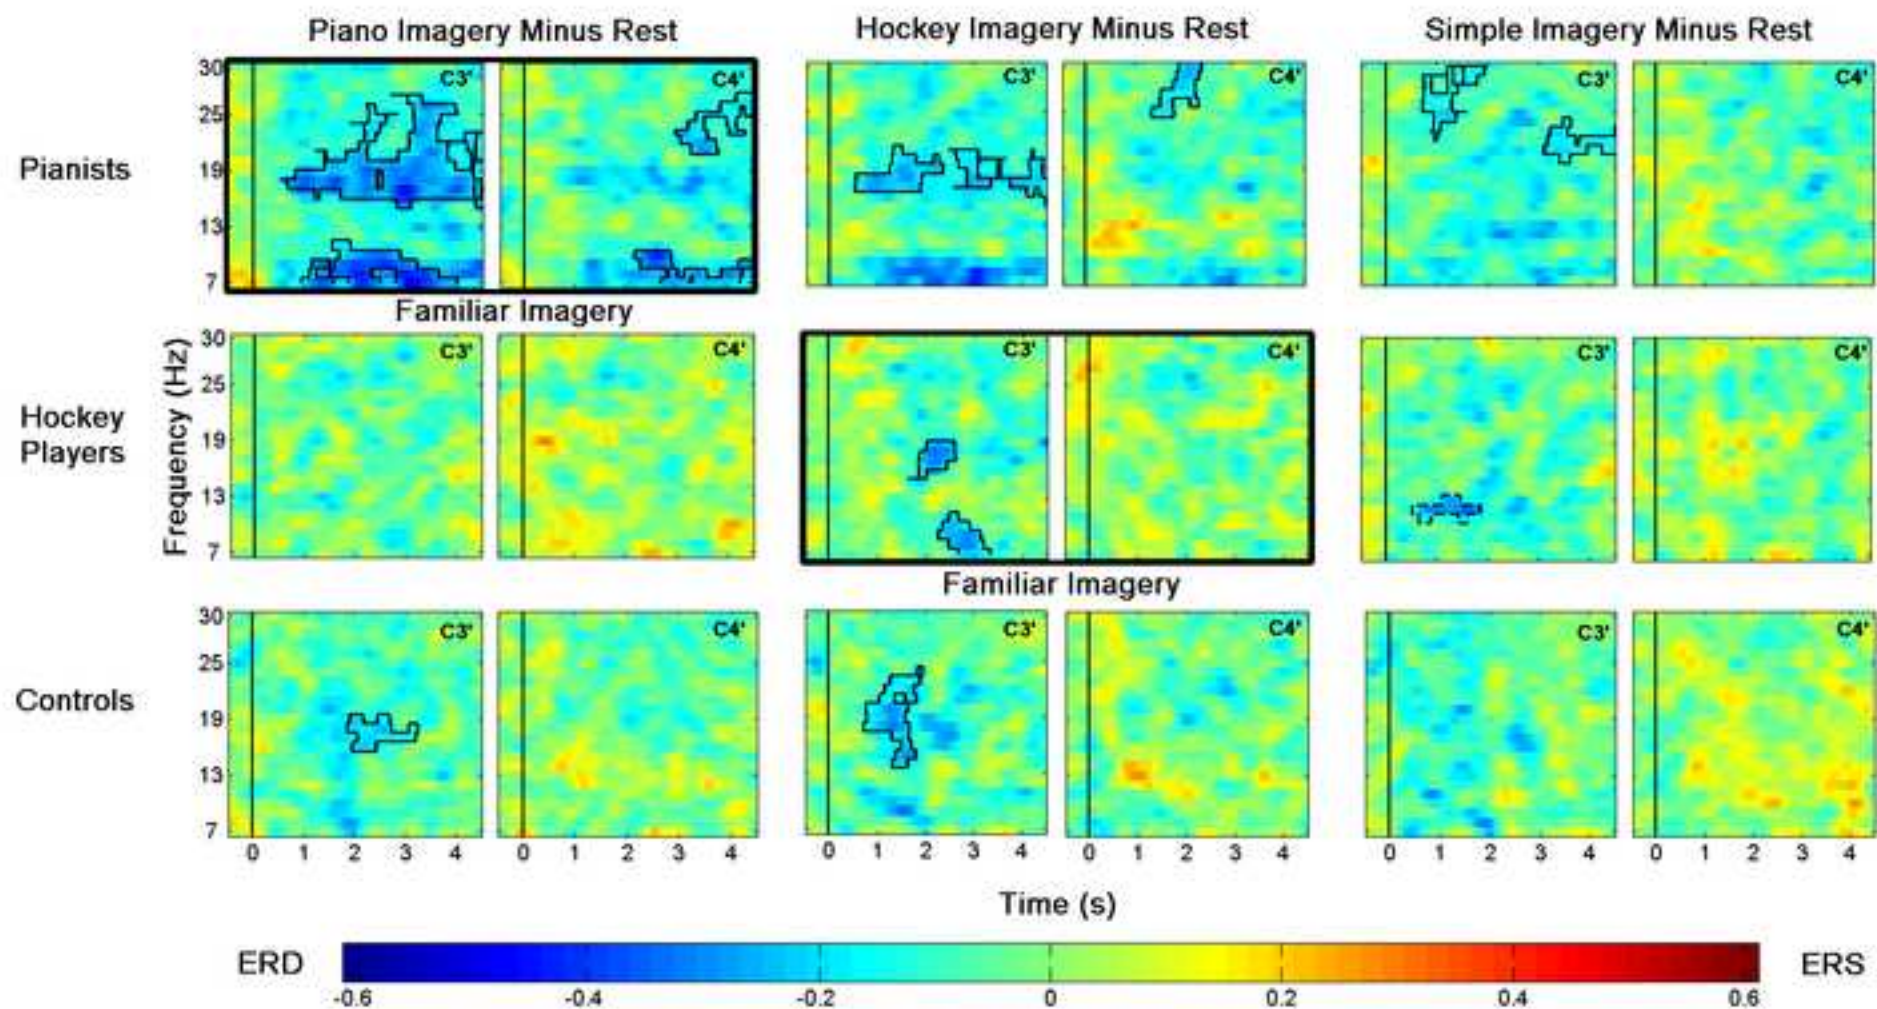 Piano Imagery Minus Rest Hockey Imagery Minus Rest Simple Imagery Minus Rest
Pianists
30
25
19
13
7
C3' C4' C3' C4' C3' C4'
Familiar Imagery
Hockey
Players
Frequency (Hz)
30
25
19
13
7
C3' C4' C3' C4' C3' C4'
Familiar Imagery
Controls
30
25
19
13
7
C3' C4' C3' C4' C3' C4'
0 1 2 3 4 0 1 2 3 4 0 1 2 3 4 0 1 2 3 4 0 1 2 3 4 0 1 2 3 4
Time (s)
ERD ERS
-0.6 -0.4 -0.2 0 0.2 0.4 0.6